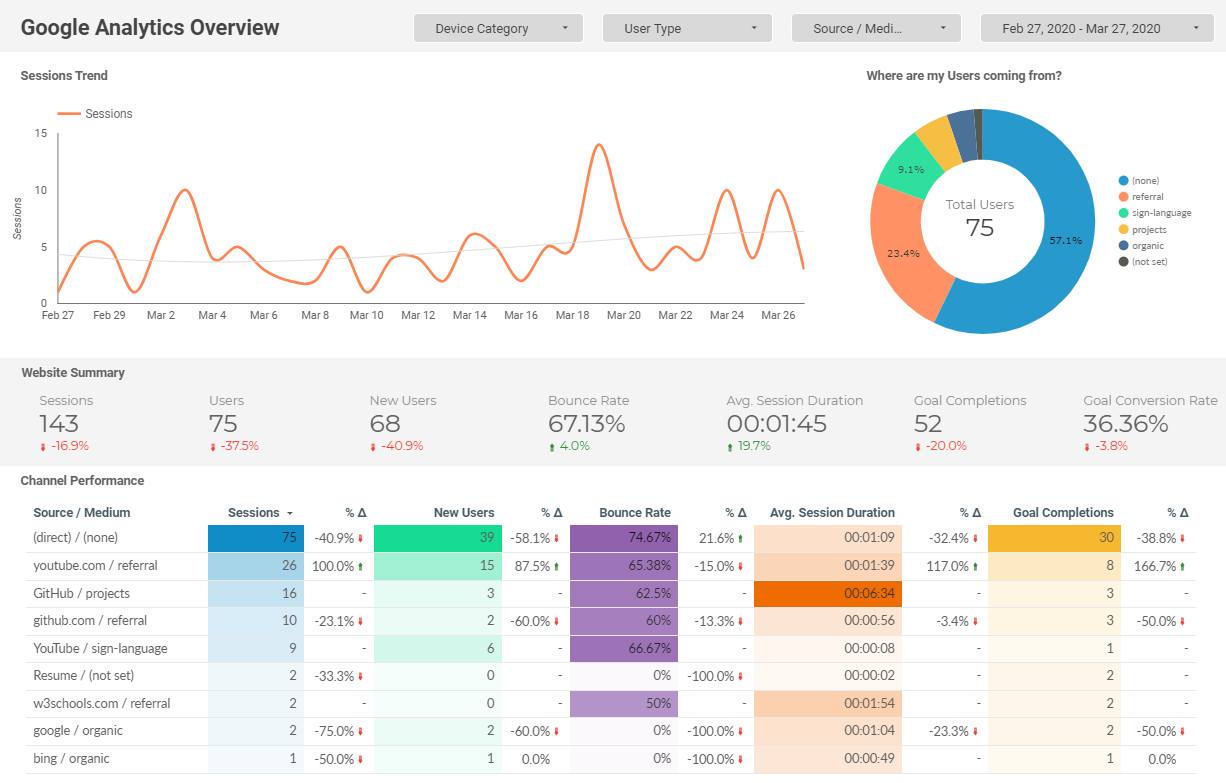 Google Analytics Overview
Device Category
User Type
Source / Medi...
Feb 27, 2020 - Mar 27, 2020
Sessions Trend
Sessions
15
10
5
0
Sessions
Feb 27 Feb 29 Mar 2 Mar 4 Mar 6 Mar 8 Mar 10 Mar 12 Mar 14 Mar 16 Mar 18 Mar 20 Mar 22 Mar 24 Mar 26
Where are my Users coming from?
9.1%
23.4%
57.1%
Total Users
75
(none)
referral
sign-language
projects
organic
(not set)
Website Summary
Sessions
143
-16.9%
Users
75
-37.5%
New Users
68
-40.9%
Bounce Rate
67.13%
4.0%
Avg. Session Duration
00:01:45
19.7%
Goal Completions
52
-20.0%
Goal Conversion Rate
36.36%
-3.8%
Channel Performance
Source / Medium Sessions % Δ New Users % Δ Bounce Rate % Δ Avg. Session Duration % Δ Goal Completions % Δ
(direct) / (none) 75 -40.9% 39 -58.1% 74.67% 21.6% 00:01:09 -32.4% 30 -38.8%
youtube.com / referral 26 100.0% 15 87.5% 65.38% -15.0% 00:01:39 117.0% 8 166.7%
GitHub / projects 16 - 3 - 62.5% - 00:06:34 - 3 -
github.com / referral 10 -23.1% 2 -60.0% 60% -13.3% 00:00:56 -3.4% 3 -50.0%
YouTube / sign-language 9 - 6 - 66.67% - 00:00:08 - 1 -
Resume / (not set) 2 -33.3% 0 - 0% -100.0% 00:00:02 - 2 -
w3schools.com / referral 2 - 0 - 50% - 00:01:54 - 2 -
google / organic 2 -75.0% 2 -60.0% 0% -100.0% 00:01:04 -23.3% 2 -50.0%
bing / organic 1 -50.0% 1 0.0% 0% -100.0% 00:00:49 - 1 0.0%